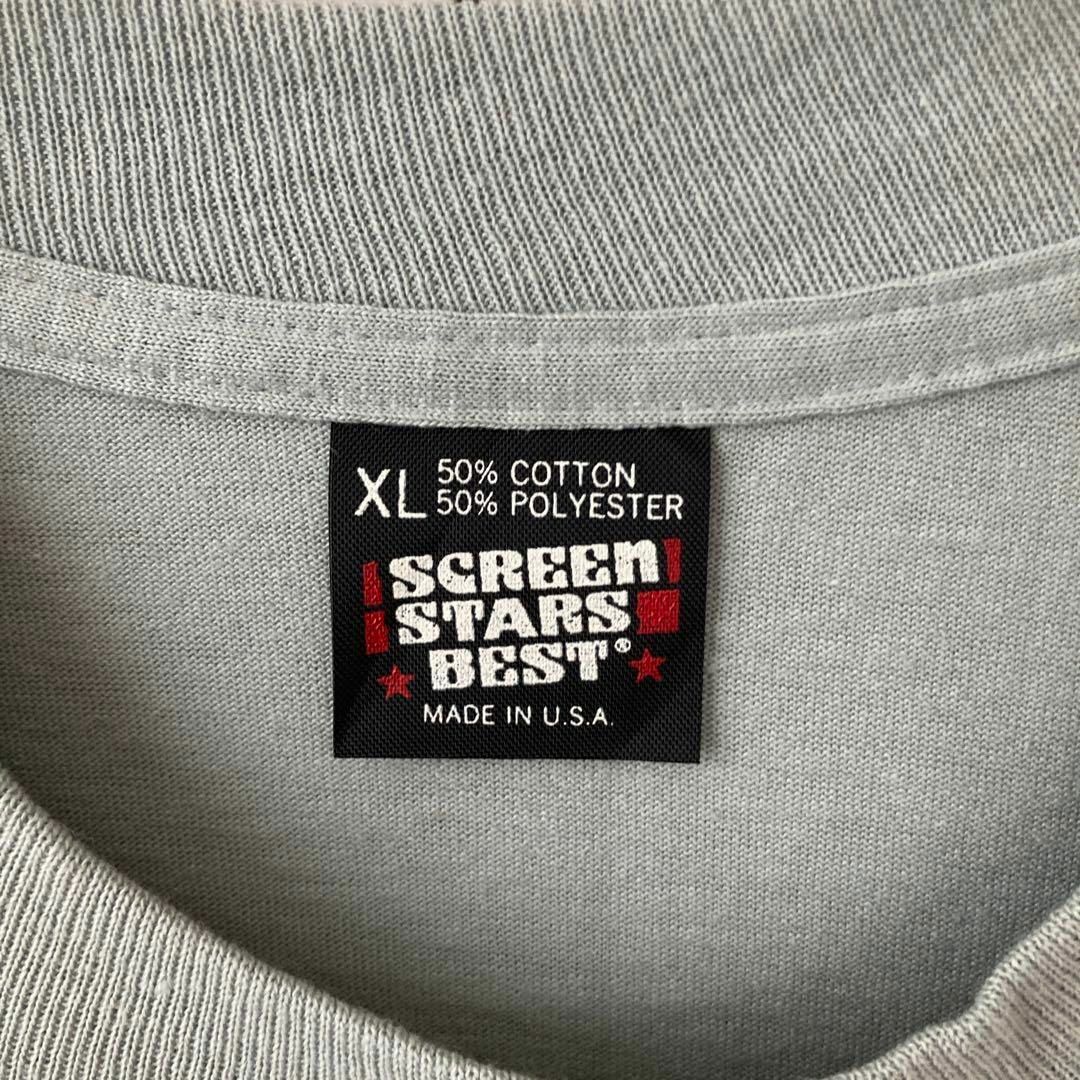 XL 50% COTTON
50% POLYESTER
SCREEN
STARS
BEST®
MADE IN U.S.A.